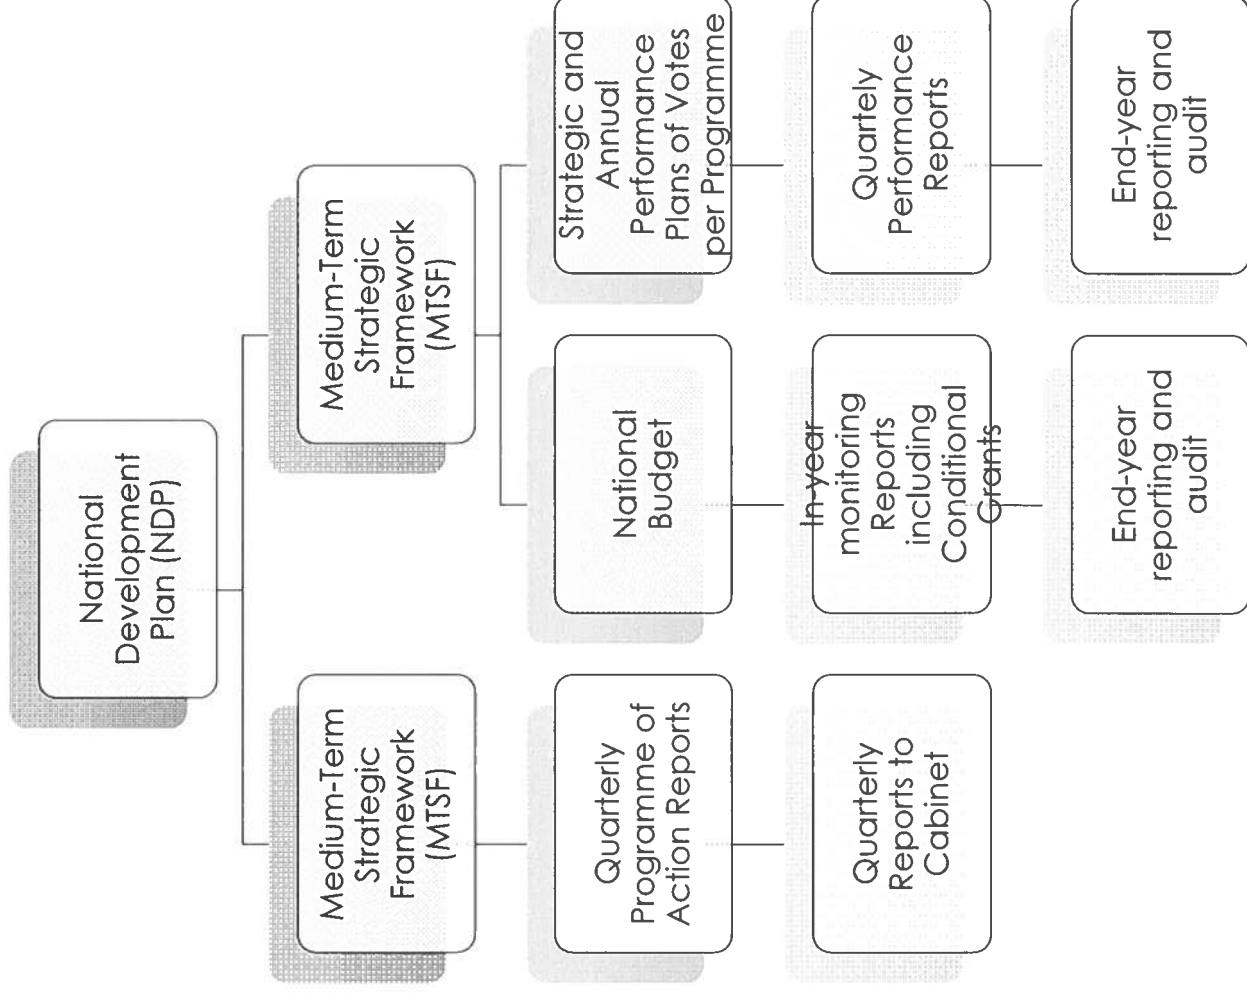 National
Development
Plan (NDP)
Medium-Term
Strategic
Framework
(MTSF)
Medium-Term
Strategic
Framework
(MTSF)
Quarterly
Programme of
Action Reports
National
Budget
Strategic and
Annual
Performance
Plans of Votes
per Programme
Quarterly
Reports to
Cabinet
In-year
monitoring
Reports
including
Conditional
Grants
Quartely
Performance
Reports
End-year
reporting and
audit
End-year
reporting and
audit